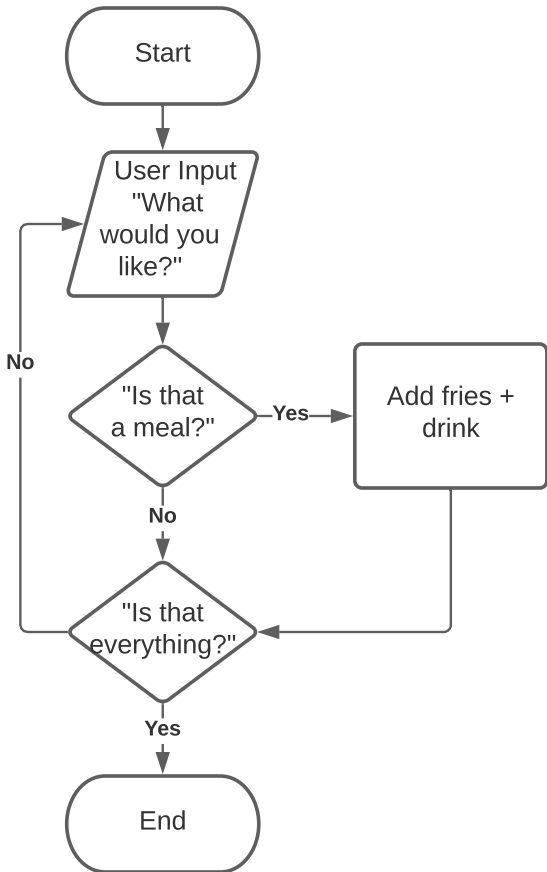 Start
User Input
"What
would you
like?"
No
"Is that
a meal?"
Yes
Add fries +
drink
No
"Is that
everything?"
Yes
End